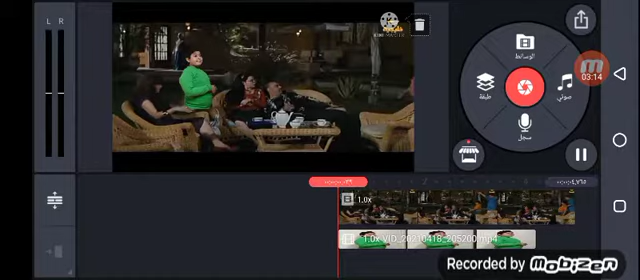 L R
الوسائط
طبقة
صوتي
سجل
03:14
1.0x
1.0x VID_20210418_205200.mp4
Recorded by
MOBiZEN